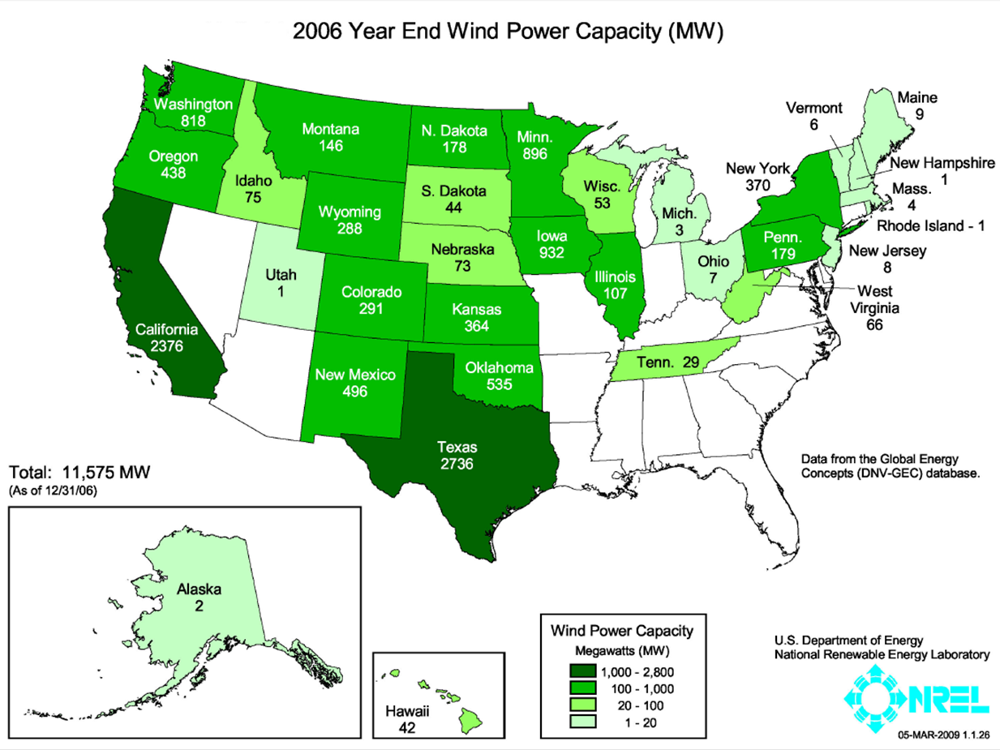 2006 Year End Wind Power Capacity (MW)
Washington
818
Oregon
438
California
2376
Idaho
75
Montana
146
Wyoming
288
Utah
1
Colorado
291
New Mexico
496
N. Dakota
178
S. Dakota
44
Nebraska
73
Kansas
364
Oklahoma
535
Texas
2736
Minn.
896
Iowa
932
Wisc.
53
Illinois
107
Mich.
3
Ohio
7
Tenn. 29
Penn.
179
New York
370
Vermont
6
Maine
9
New Hampshire
1
Mass.
4
Rhode Island - 1
New Jersey
8
West
Virginia
66
Total: 11,575 MW
(As of 12/31/06)
Data from the Global Energy
Concepts (DNV-GEC) database.
Alaska
2
Hawaii
42
Wind Power Capacity
Megawatts (MW)
1,000 - 2,800
100 - 1,000
20 - 100
1 - 20
U.S. Department of Energy
National Renewable Energy Laboratory
NREL
05-MAR-2009 1.1.26